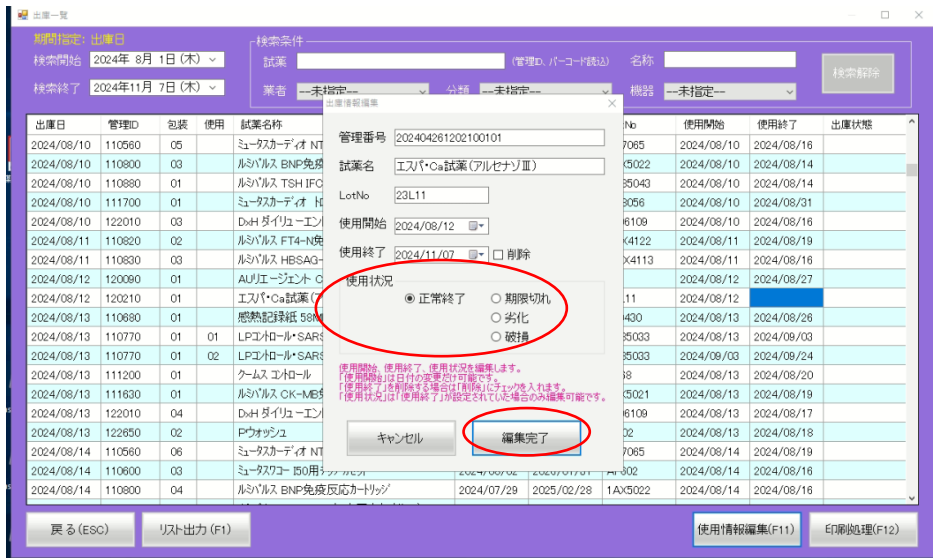 出庫一覧
期間指定: 出庫日
検索開始 2024年 8月 1日(木)
検索終了 2024年11月 7日(木)
検索条件
試薬 (管理ID、バーコード読込) 名称
業者 --未指定-- 分類 --未指定-- 機器 --未指定--
検索解除
出庫日 管理ID 包装 使用 試薬名称 No 使用開始 使用終了 出庫状態
2024/08/10 110560 05 ミュータスカーディオ NT 7065 2024/08/10 2024/08/16
2024/08/10 110800 03 ルミパルス BNP免疫 X5022 2024/08/10 2024/08/14
2024/08/10 110880 01 ルミパルス TSH IFC 35043 2024/08/10 2024/08/14
2024/08/10 111700 01 ミュータスカーディオ 3056 2024/08/10 2024/08/31
2024/08/10 122010 03 DxH ダイリューエン 6109 2024/08/10 2024/08/16
2024/08/11 110820 02 ルミパルス FT4-N免 X4122 2024/08/11 2024/08/19
2024/08/11 110830 03 ルミパルス HBSAG- X4113 2024/08/11 2024/08/16
2024/08/12 120090 01 AUリエージェント 2024/08/12 2024/08/27
2024/08/12 120210 01 エスパ・Ca試薬(ア .11 2024/08/12
2024/08/13 110680 01 感熱記録紙 58 430 2024/08/13 2024/08/26
2024/08/13 110770 01 01 LPコントロール・SARS 35033 2024/08/13 2024/09/03
2024/08/13 110770 01 02 LPコントロール・SARS 35033 2024/09/03 2024/09/24
2024/08/13 111200 01 クームス コントロール 38 2024/08/13 2024/08/20
2024/08/13 111630 01 ルミパルス CK-MB X5021 2024/08/13 2024/08/19
2024/08/13 122010 04 DxH ダイリューエン 6109 2024/08/13 2024/08/17
2024/08/13 122650 02 Pウォッシュ 02 2024/08/13 2024/08/18
2024/08/14 110560 06 ミュータスカーディオ NT 7065 2024/08/14 2024/08/19
2024/08/14 110600 03 ミュータスワコー I50用 2024/08/14 2024/08/16
2024/08/14 110800 04 ルミパルス BNP免疫反応カートリッジ 2024/07/29 2025/02/28 1AX5022 2024/08/14 2024/08/16
出庫情報編集
管理番号 202404261202100101
試薬名 エスパ・Ca試薬(アルセナゾⅢ)
LotNo 23L11
使用開始 2024/08/12
使用終了 2024/11/07 削除
使用状況
正常終了 期限切れ
劣化
破損
使用開始、使用終了、使用状況を編集します。
「使用開始」は日付の変更だけ可能です。
「使用終了」を削除する場合は「削除」にチェックを入れます。
「使用状況」は「使用終了」が設定されていた場合のみ編集可能です。
キャンセル 編集完了
戻る(ESC) リスト出力(F1) 使用情報編集(F11) 印刷処理(F12)